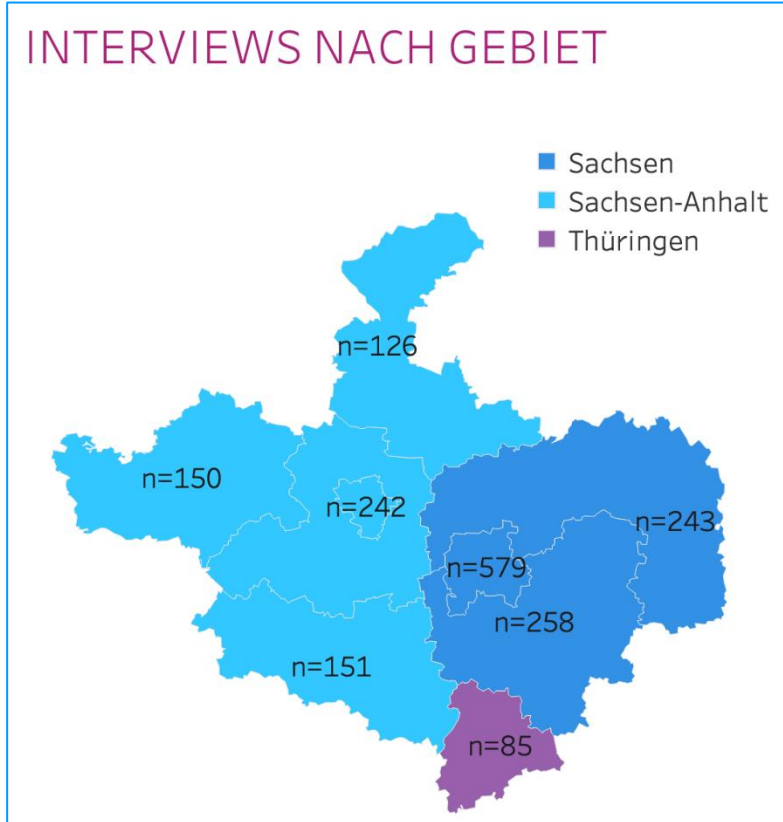 INTERVIEWS NACH GEBIET
Sachsen
Sachsen-Anhalt
Thüringen
n=126
n=150
n=242
n=243
n=579
n=258
n=151
n=85